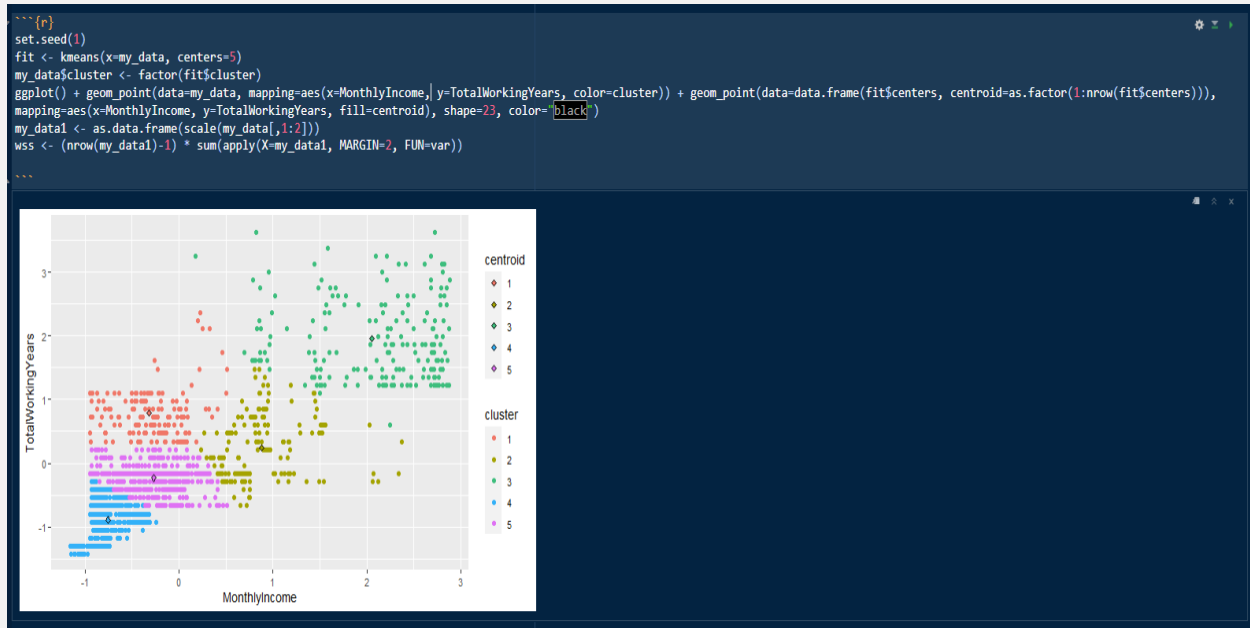 ```{r}
set.seed(1)
fit <- kmeans(x=my_data, centers=5)
my_data$cluster <- factor(fit$cluster)
ggplot() + geom_point(data=my_data, mapping=aes(x=MonthlyIncome, y=TotalWorkingYears, color=cluster)) + geom_point(data=data.frame(fit$centers, centroid=as.factor(1:nrow(fit$centers))),
mapping=aes(x=MonthlyIncome, y=TotalWorkingYears, fill=centroid), shape=23, color="black")
my_data1 <- as.data.frame(scale(my_data[,1:2]))
wss <- (nrow(my_data1)-1) * sum(apply(X=my_data1, MARGIN=2, FUN=var))
```
TotalWorkingYears
3
2
1
0
-1
-1
0
1
2
3
MonthlyIncome
centroid
1
2
3
4
5
cluster
1
2
3
4
5